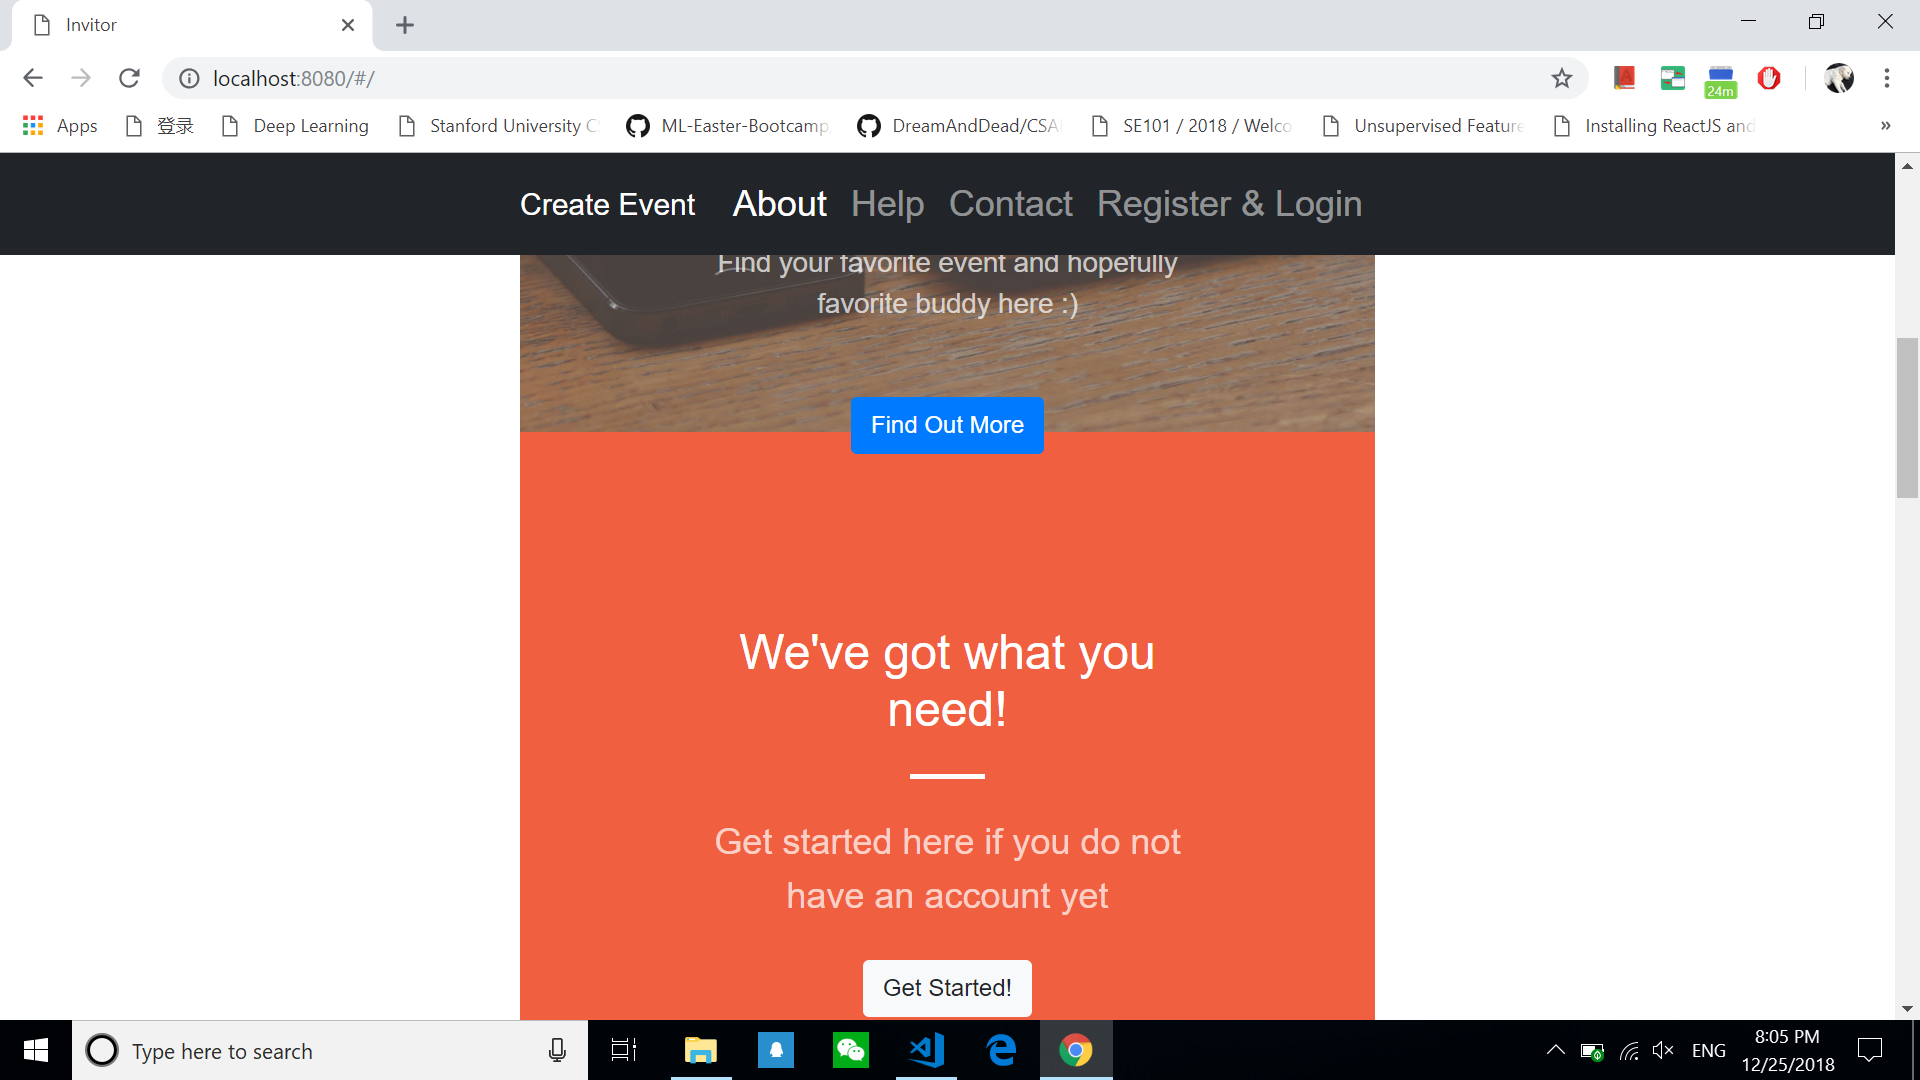 Invitor
localhost:8080/#/
24m
Apps
登录
Deep Learning
Stanford University C
ML-Easter-Bootcamp
DreamAndDead/CSA
SE101 / 2018 / Welco
Unsupervised Feature
Installing ReactJS and
»
Create Event
About
Help
Contact
Register & Login
Find your favorite event and hopefully
favorite buddy here :)
Find Out More
We've got what you
need!
Get started here if you do not
have an account yet
Get Started!
Type here to search
ENG
8:05 PM
12/25/2018